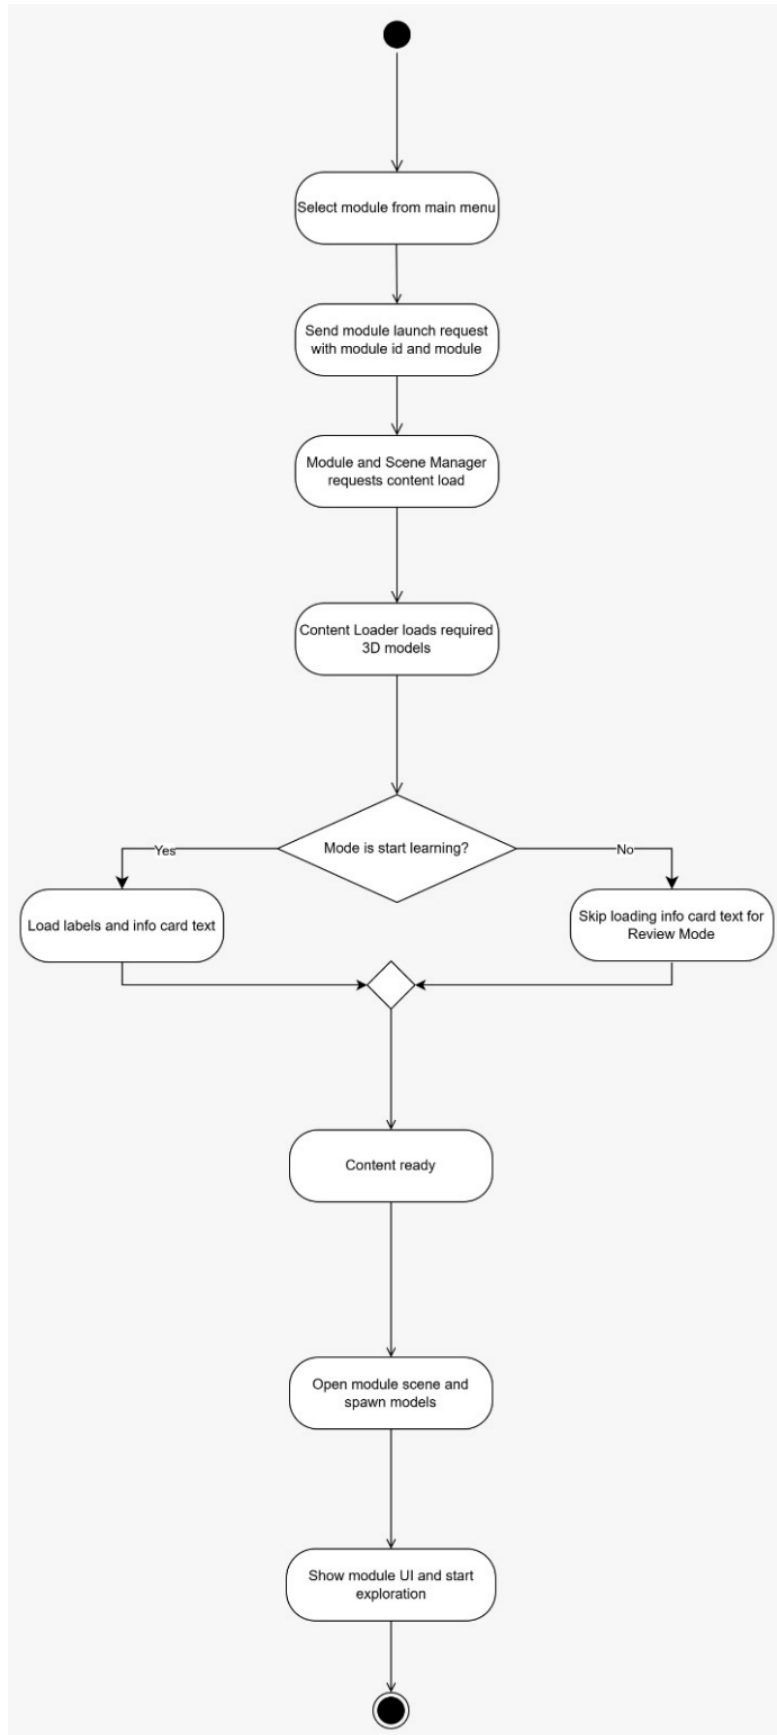 Select module from main menu
Send module launch request
with module id and module
Module and Scene Manager
requests content load
Content Loader loads required
3D models
Mode is start learning?
Yes
No
Load labels and info card text
Skip loading info card text for
Review Mode
Content ready
Open module scene and
spawn models
Show module UI and start
exploration